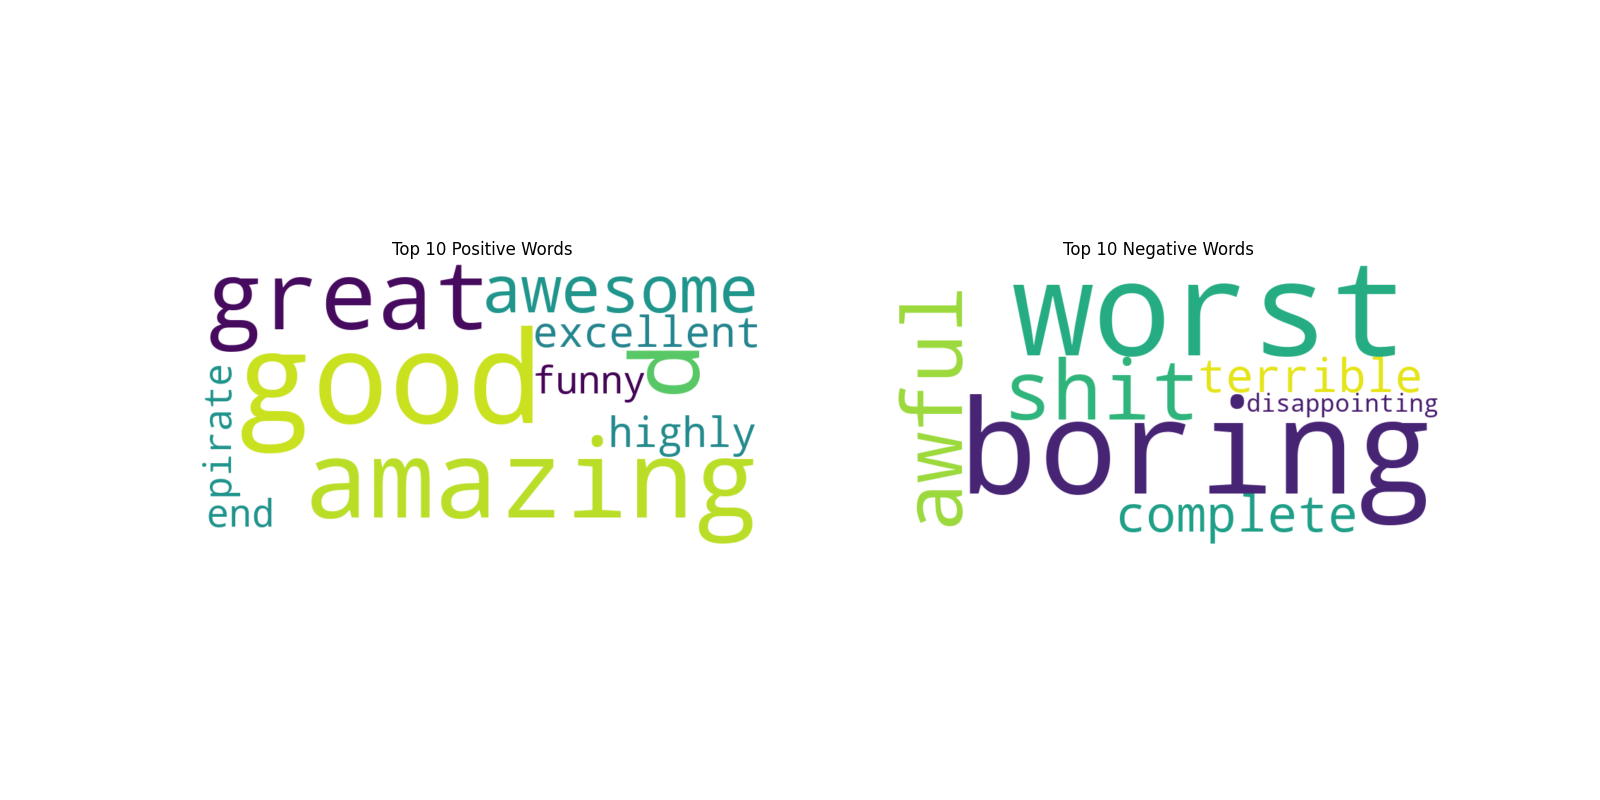 Top 10 Positive Words
great
awesome
excellent
good
d
funny
pirate
highly
amazing
end
Top 10 Negative Words
worst
awful
shit
terrible
disappointing
boring
complete